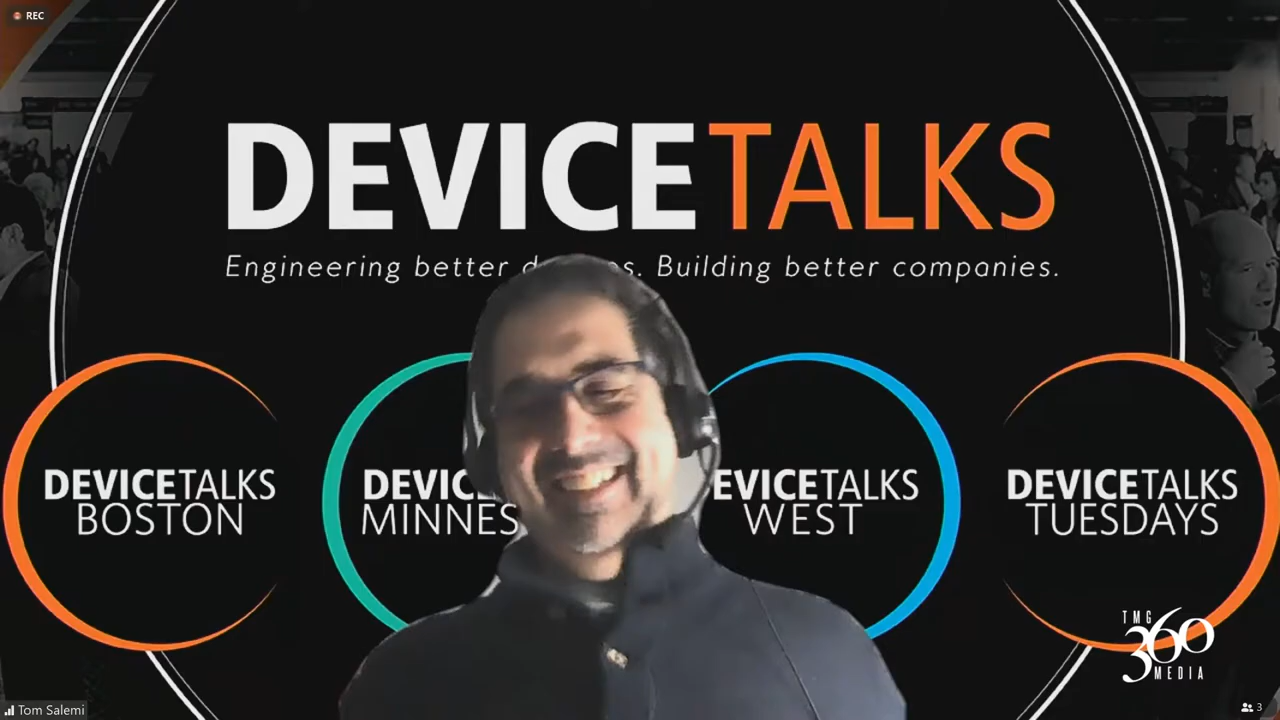 REC
DEVICETALKS
Engineering better d es. Building better companies.
DEVICETALKS
BOSTON
DEVIC
MINNES
EVICETALKS
WEST
DEVICETALKS
TUESDAYS
TMG
360
MEDIA
Tom Salemi
3